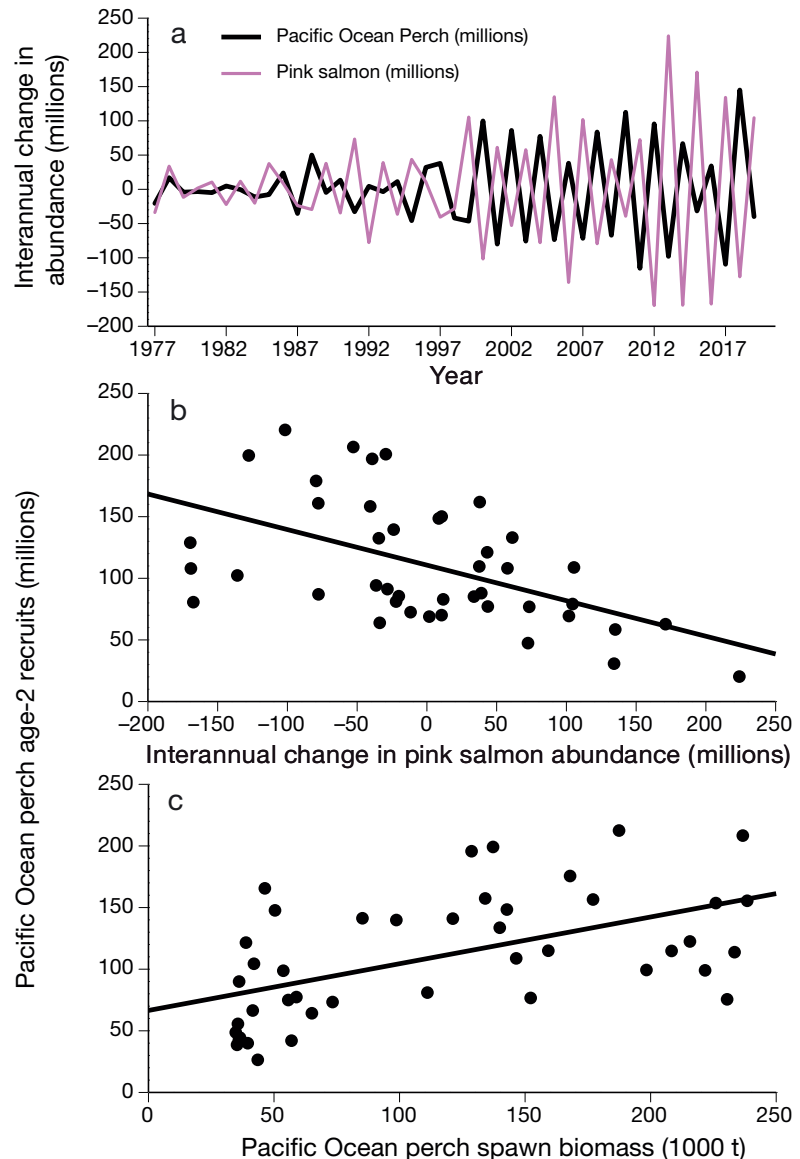 a
Pacific Ocean Perch (millions)
Pink salmon (millions)
Interannual change in
abundance (millions)
250
200
150
100
50
0
−50
−100
−150
−200
1977 1982 1987 1992 1997 2002 2007 2012 2017
Year
b
Pacific Ocean perch age-2 recruits (millions)
250
200
150
100
50
0
−200 −150 −100 −50 0 50 100 150 200 250
Interannual change in pink salmon abundance (millions)
c
250
200
150
100
50
0
0 50 100 150 200 250
Pacific Ocean perch spawn biomass (1000 t)